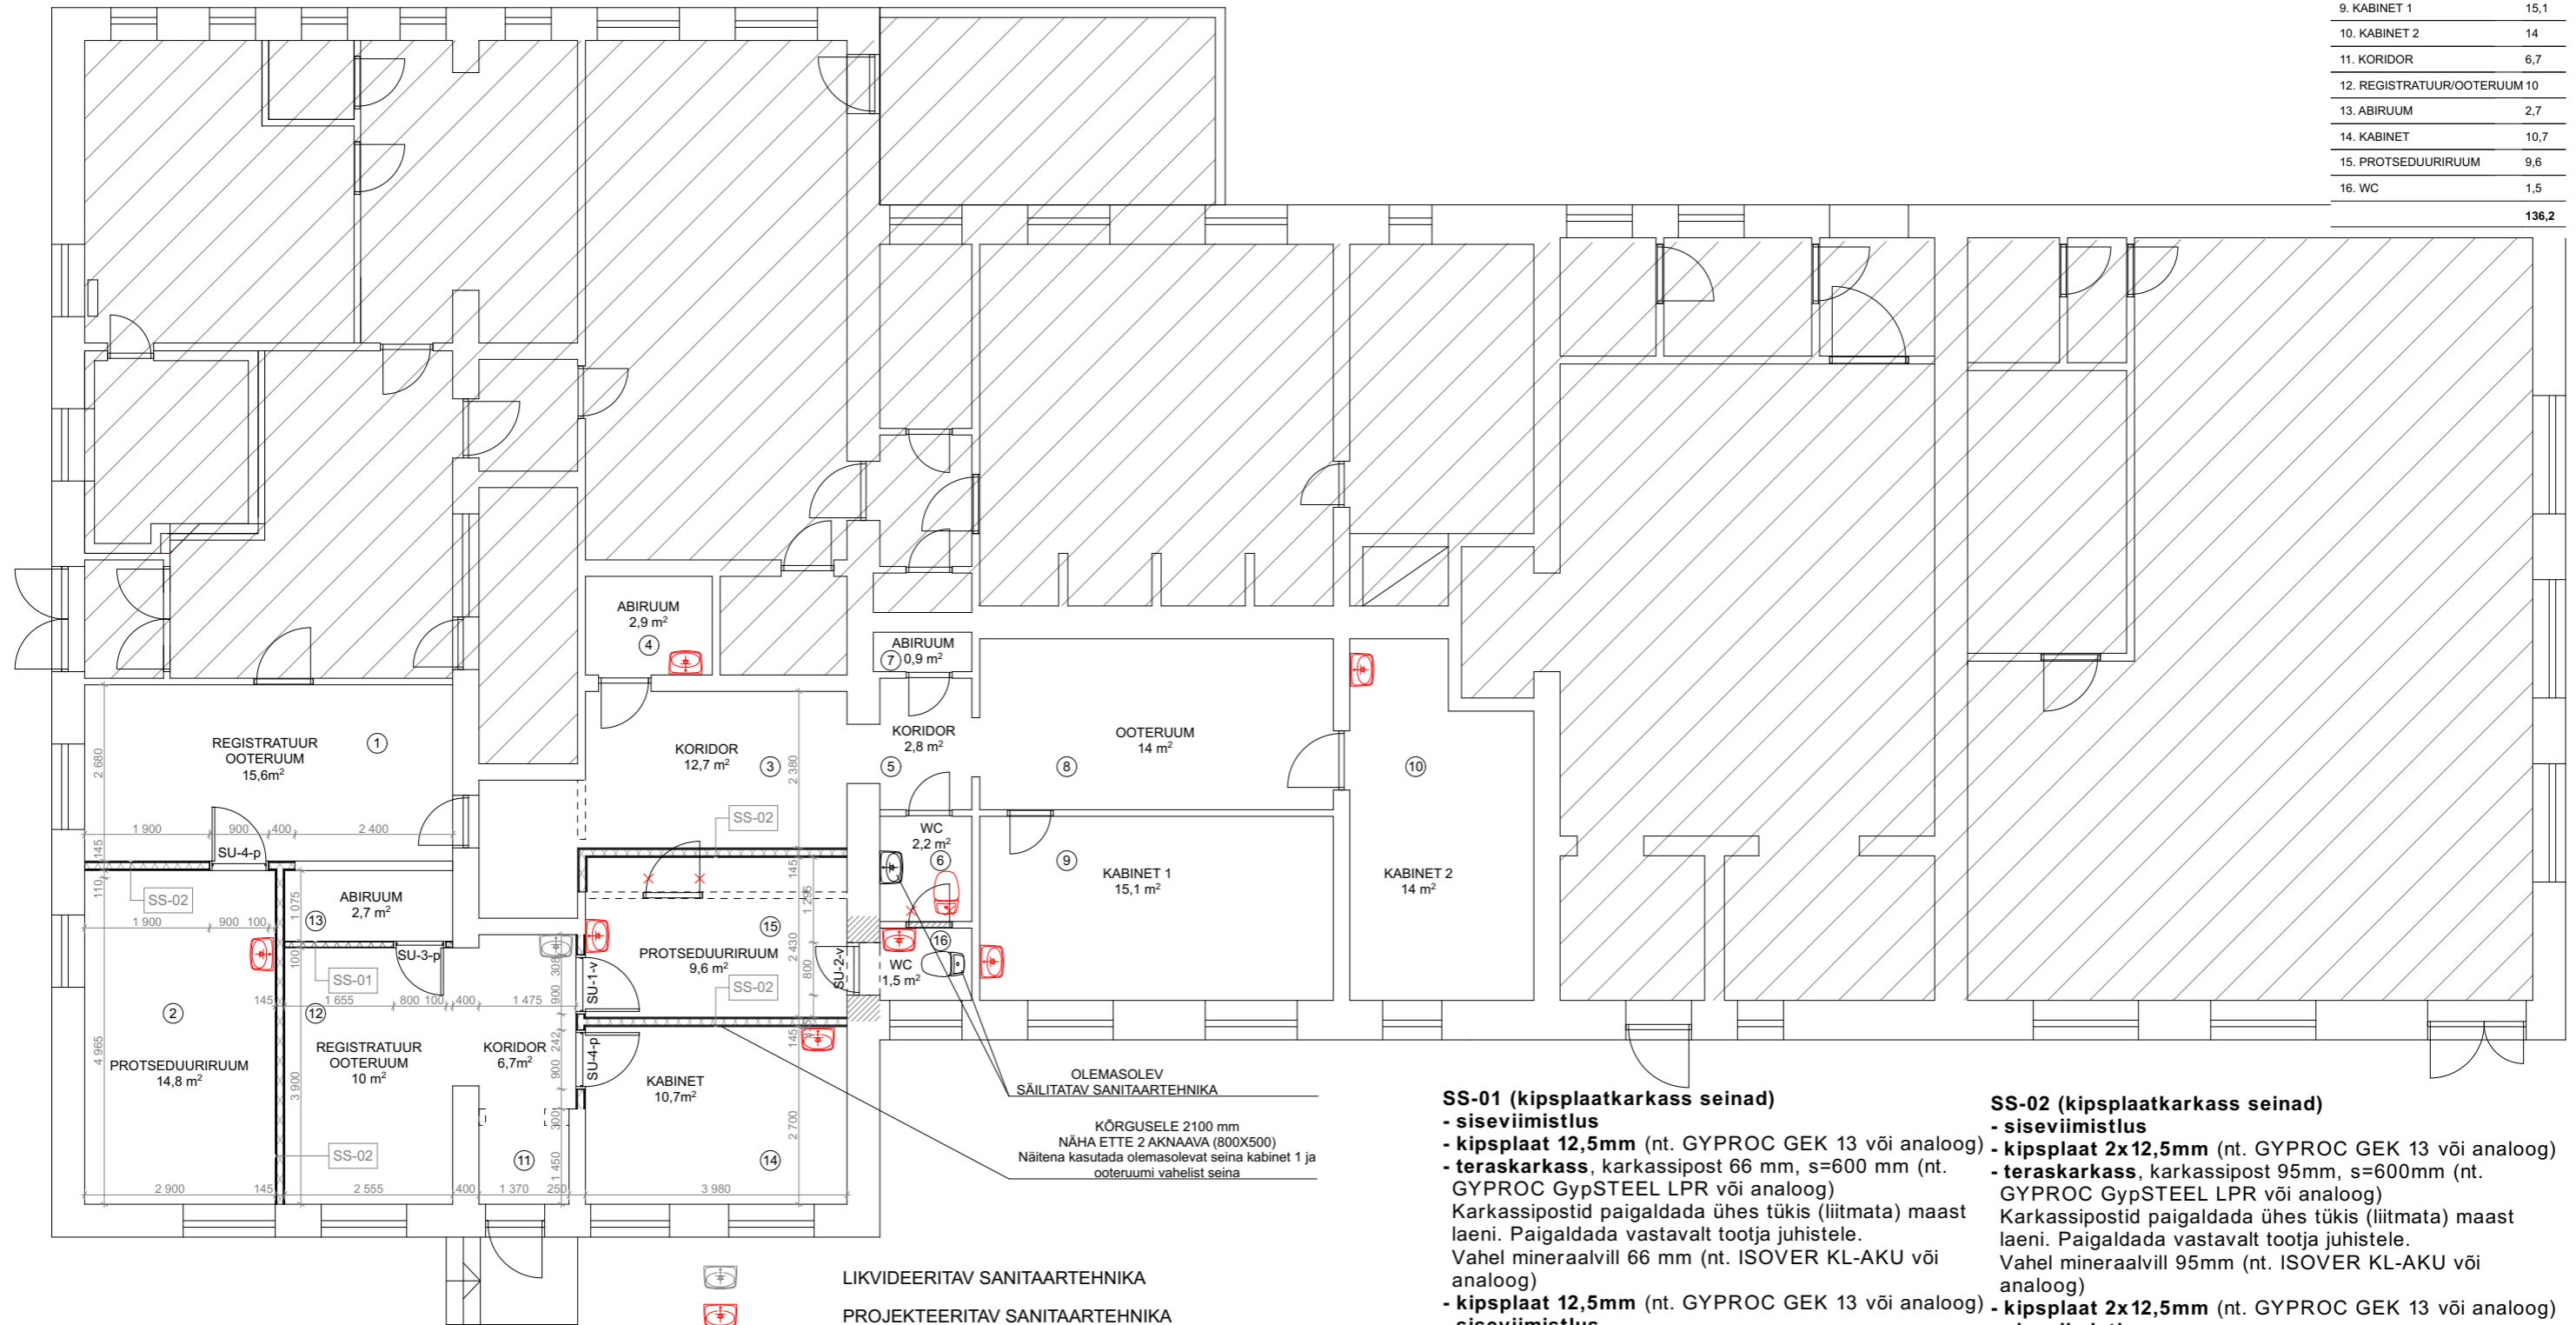 9. KABINET 1 15,1
10. KABINET 2 14
11. KORIDOR 6,7
12. REGISTRATUUR/OOTERUUM 10
13. ABIRUUM 2,7
14. KABINET 10,7
15. PROTSEDUURIRUUM 9,6
16. WC 1,5
136,2
ABIRUUM
2,9 m²
4
ABIRUUM
7 0,9 m²
REGISTRATUUR
OOTERUUM
15,6m²
1
2 680
KORIDOR
12,7 m²
3
2 380
KORIDOR
2,8 m²
5
OOTERUUM
14 m²
8
10
SS-02
1 900
900
400
2 400
145
SU-4-p
110
SS-02
1 900
900
100
ABIRUUM
2,7 m²
13
1 075
100
SU-3-p
SS-01
145
1 655
800
100
400
1 475
308
900
242
900
300
1 450
SU-1-v
SU-4-p
145
1 295
2 430
800
SU-2-v
15
PROTSEDUURIRUUM
9,6 m²
SS-02
WC
2,2 m²
6
16
WC
1,5 m²
9
KABINET 1
15,1 m²
KABINET 2
14 m²
2
PROTSEDUURIRUUM
14,8 m²
4 965
12
REGISTRATUUR
OOTERUUM
10 m²
3 900
SS-02
KORIDOR
6,7m²
11
KABINET
10,7m²
14
145
2 700
2 900
145
2 555
400
1 370
250
3 980
OLEMASOLEV
SÄILITATAV SANITAARTEHNIKA
KÕRGUSELE 2100 mm
NÄHA ETTE 2 AKNAAVA (800X500)
Näitena kasutada olemasolevat seina kabinet 1 ja
ooteruumi vahelist seina
LIKVIDEERITAV SANITAARTEHNIKA
PROJEKTEERITAV SANITAARTEHNIKA
SS-01 (kipsplaatkarkass seinad)
- siseviimistlus
- kipsplaat 12,5mm (nt. GYPROC GEK 13 või analoog)
- teraskarkass, karkassipost 66 mm, s=600 mm (nt.
GYPROC GypSTEEL LPR või analoog)
Karkassipostid paigaldada ühes tükis (liitmata) maast
laeni. Paigaldada vastavalt tootja juhistele.
Vahel mineraalvill 66 mm (nt. ISOVER KL-AKU või
analoog)
- kipsplaat 12,5mm (nt. GYPROC GEK 13 või analoog)
SS-02 (kipsplaatkarkass seinad)
- siseviimistlus
- kipsplaat 2x12,5mm (nt. GYPROC GEK 13 või analoog)
- teraskarkass, karkassipost 95mm, s=600mm (nt.
GYPROC GypSTEEL LPR või analoog)
Karkassipostid paigaldada ühes tükis (liitmata) maast
laeni. Paigaldada vastavalt tootja juhistele.
Vahel mineraalvill 95mm (nt. ISOVER KL-AKU või
analoog)
- kipsplaat 2x12,5mm (nt. GYPROC GEK 13 või analoog)